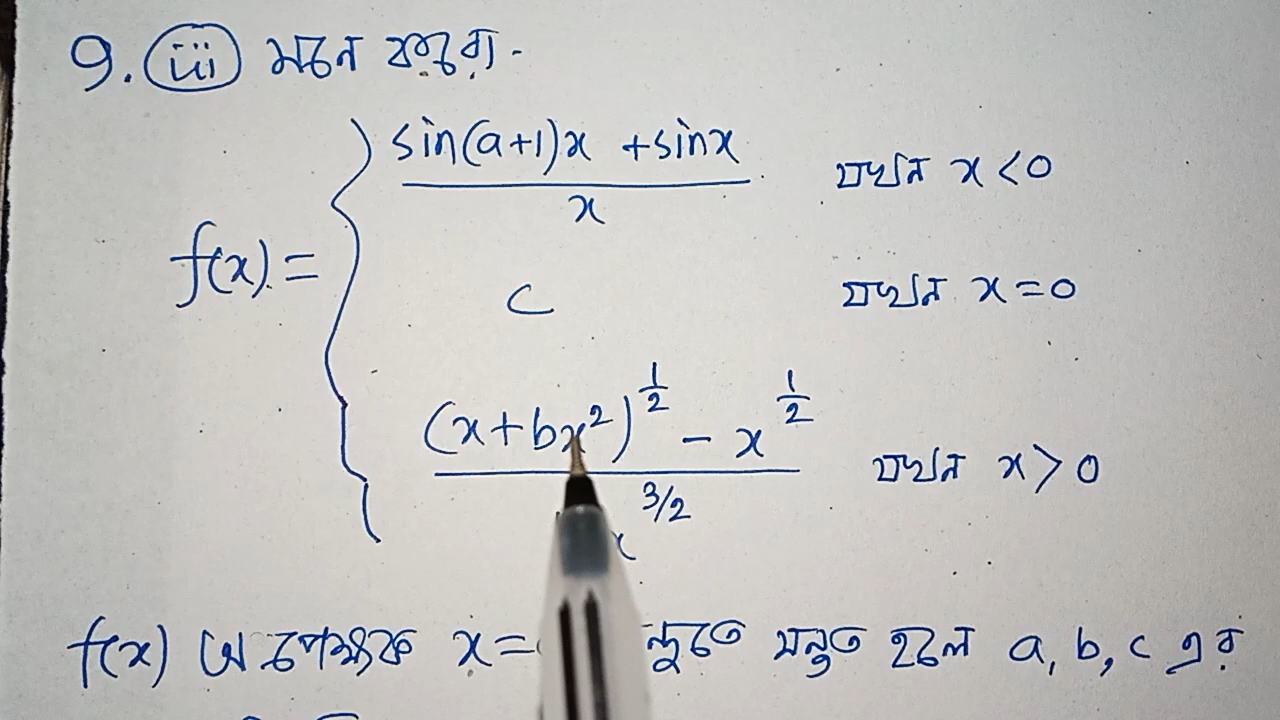 9. (iii) মনে করো -
sin(a+1)x + sinx
x
যখন x < 0
f(x) =
c
যখন x = 0
(x+bx²)^1/2 - x^1/2
x^3/2
যখন x > 0
f(x) অপেক্ষক x = ন্দুতে সন্তত হলে a, b, c এর